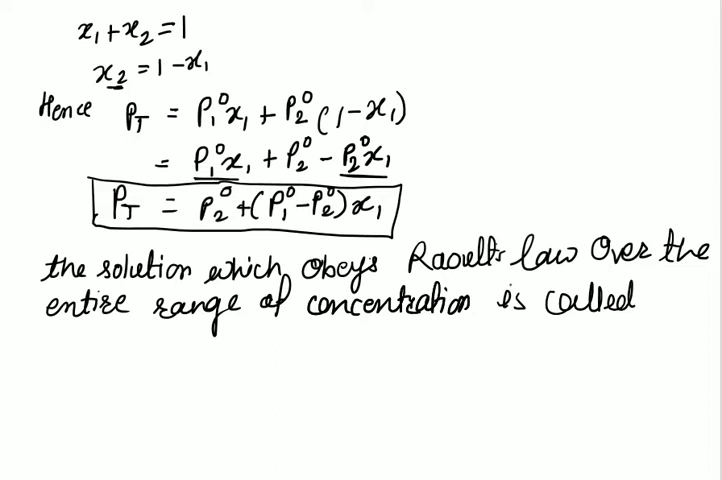 x₁ + x₂ = 1
x₂ = 1 - x₁
Hence P_T = P₁⁰x₁ + P₂⁰(1-x₁)
= P₁⁰x₁ + P₂⁰ - P₂⁰x₁
P_T = P₂⁰ + (P₁⁰-P₂⁰)x₁
the solution which obeys Raoults law over the
entire range of concentration is called